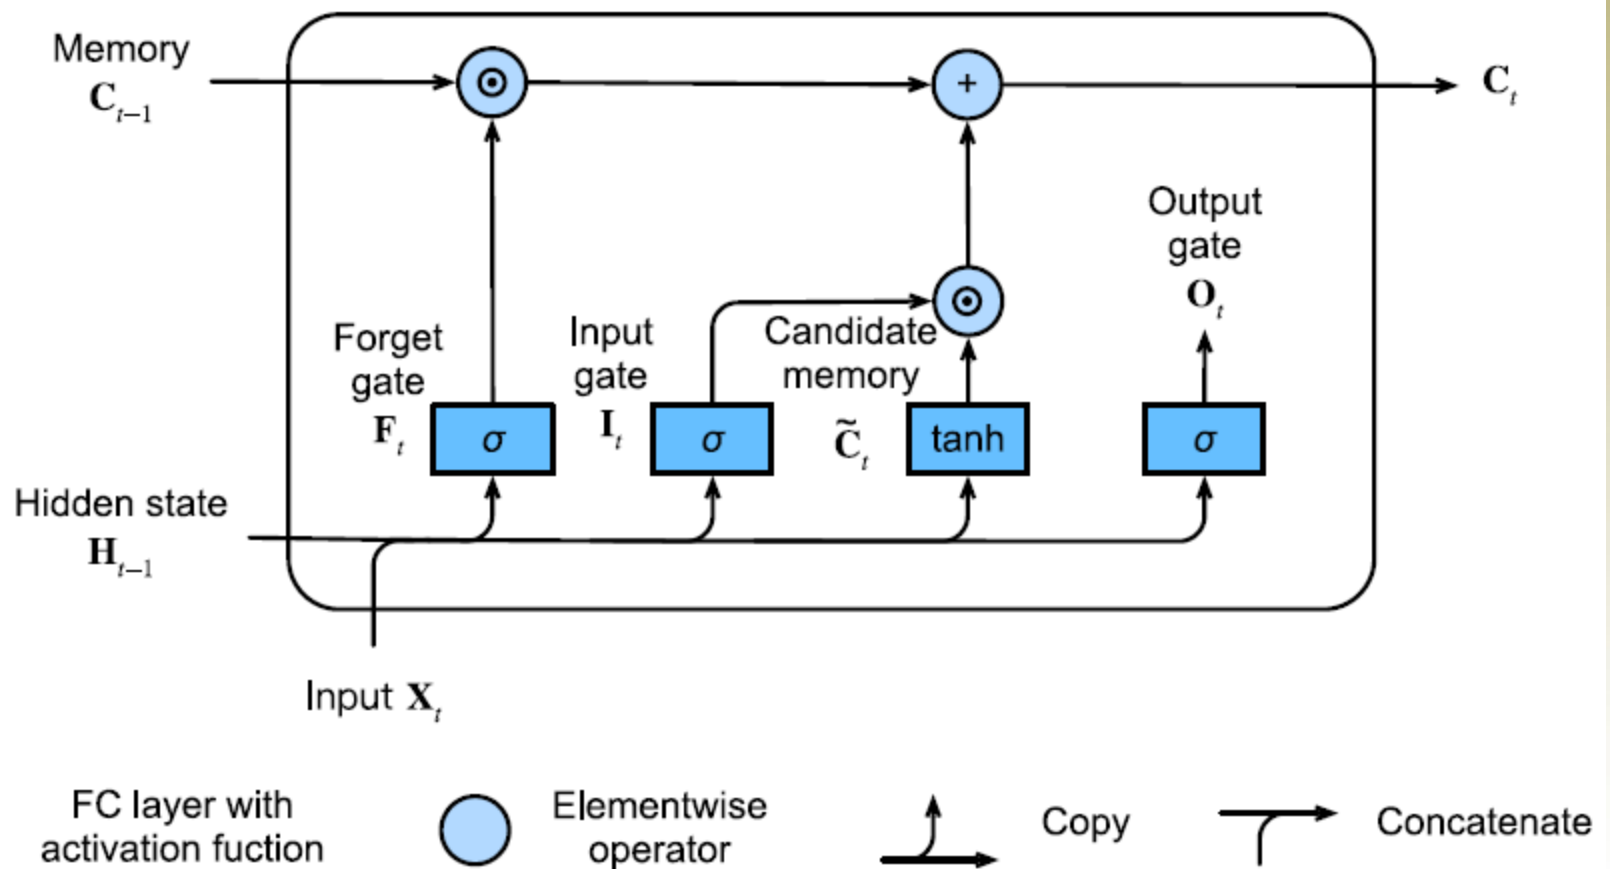 Memory
C_{t-1}
⊙
+
C_t
Output
gate
O_t
⊙
Forget
gate
F_t
Input
gate
I_t
Candidate
memory
C̃_t
σ
σ
tanh
σ
Hidden state
H_{t-1}
Input X_t
FC layer with
activation fuction
Elementwise
operator
Copy
Concatenate